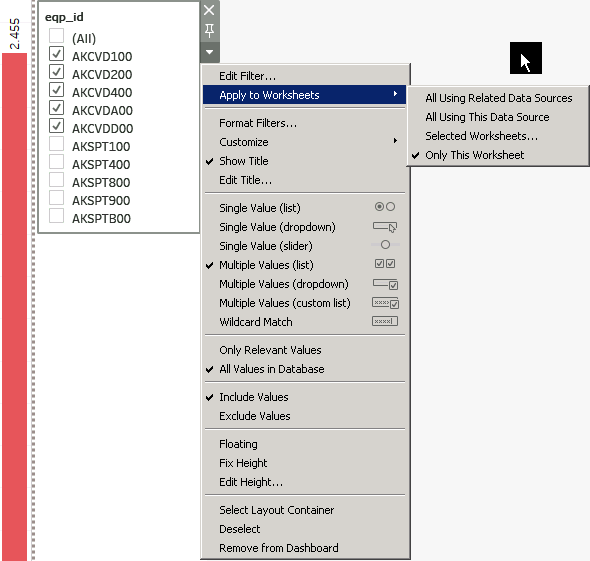 2.455
eqp_id
(All)
AKCVD100
AKCVD200
AKCVD400
AKCVDA00
AKCVDD00
AKSPT100
AKSPT400
AKSPT800
AKSPT900
AKSPTB00
Edit Filter...
Apply to Worksheets
Format Filters...
Customize
Show Title
Edit Title...
Single Value (list)
Single Value (dropdown)
Single Value (slider)
Multiple Values (list)
Multiple Values (dropdown)
Multiple Values (custom list)
Wildcard Match
Only Relevant Values
All Values in Database
Include Values
Exclude Values
Floating
Fix Height
Edit Height...
Select Layout Container
Deselect
Remove from Dashboard
All Using Related Data Sources
All Using This Data Source
Selected Worksheets...
Only This Worksheet